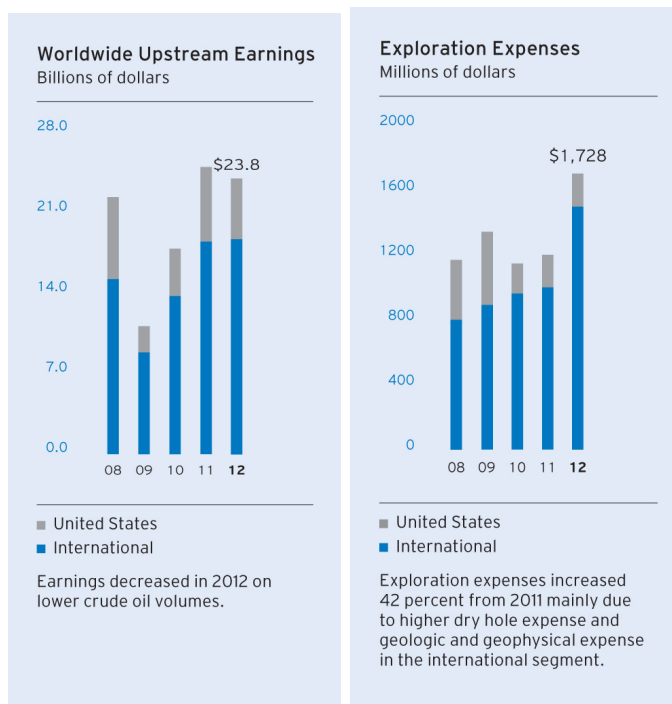 Worldwide Upstream Earnings
Billions of dollars
28.0
$23.8
21.0
14.0
7.0
0.0
08 09 10 11 12
United States
International
Earnings decreased in 2012 on
lower crude oil volumes.
Exploration Expenses
Millions of dollars
2000
$1,728
1600
1200
800
400
0
08 09 10 11 12
United States
International
Exploration expenses increased
42 percent from 2011 mainly due
to higher dry hole expense and
geologic and geophysical expense
in the international segment.